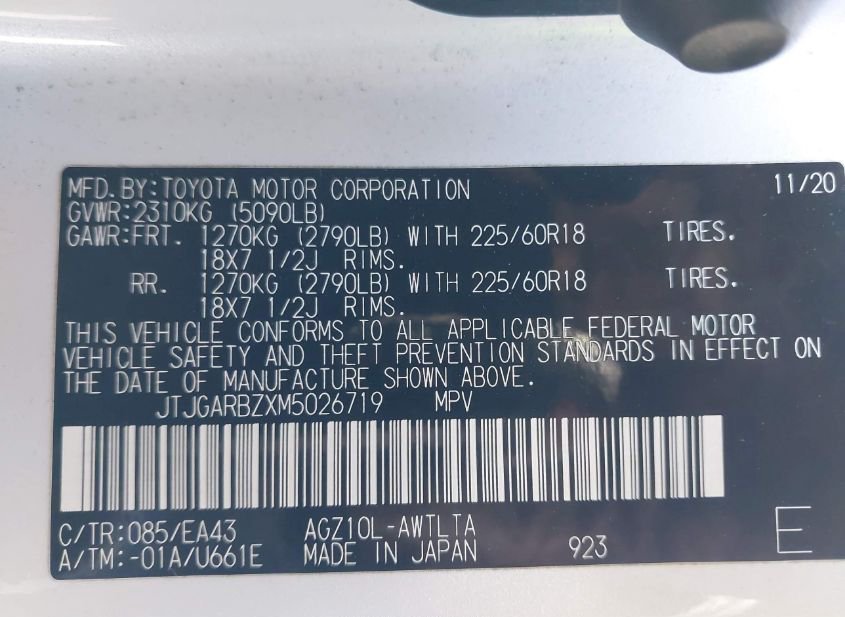 MFD. BY: TOYOTA MOTOR CORPORATION 11/20
GVWR:2310KG (5090LB)
GAWR:FRT. 1270KG (2790LB) WITH 225/60R18 TIRES.
18X7 1/2J RIMS.
RR. 1270KG (2790LB) WITH 225/60R18 TIRES.
18X7 1/2J RIMS.
THIS VEHICLE CONFORMS TO ALL APPLICABLE FEDERAL MOTOR
VEHICLE SAFETY AND THEFT PREVENTION STANDARDS IN EFFECT ON
THE DATE OF MANUFACTURE SHOWN ABOVE.
JTJGARBZXM5026719 MPV
C/TR:085/EA43 AGZ10L-AWTLTA
A/TM:-01A/U661E MADE IN JAPAN 923 E